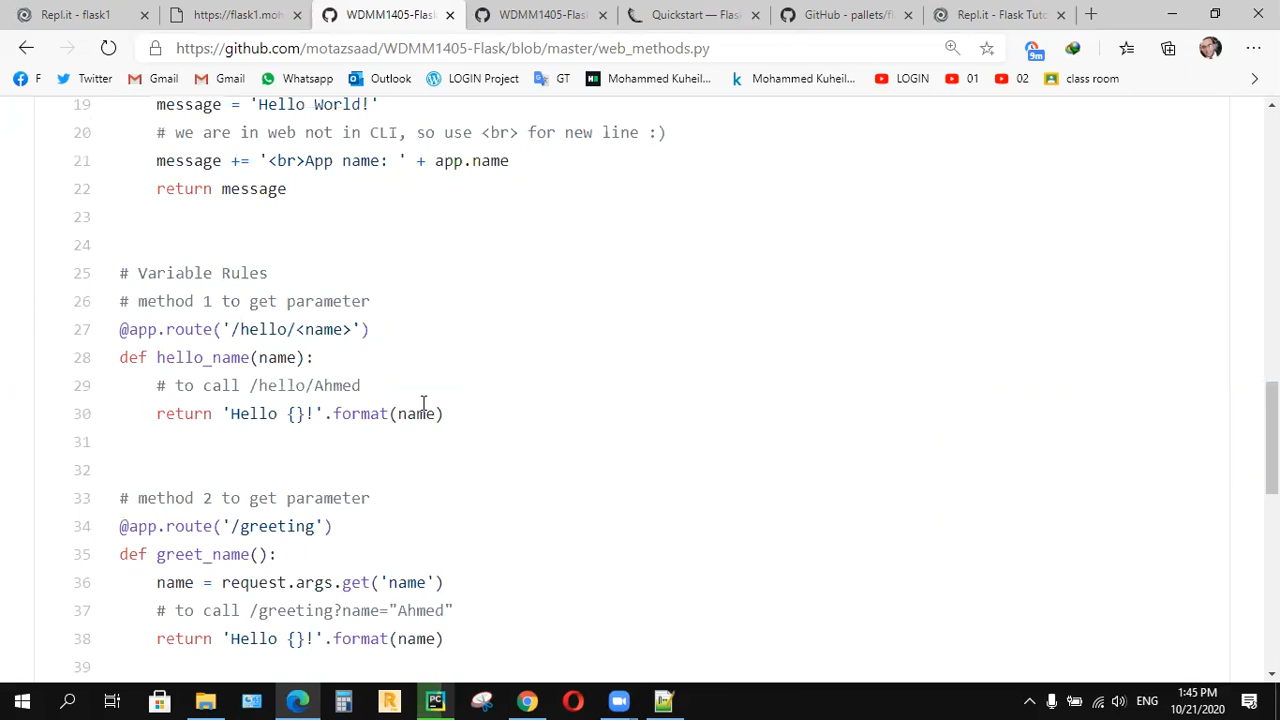 Repl.it - flask1
https://flask1.moh
WDMM1405-Flask
WDMM1405-Flask
Quickstart — Flask
GitHub - pallets/fl
Repl.it - Flask Tuto
https://github.com/motazsaad/WDMM1405-Flask/blob/master/web_methods.py
9m
F
Twitter
Gmail
Gmail
Whatsapp
Outlook
LOGIN Project
GT
Mohammed Kuheil...
Mohammed Kuheil...
LOGIN
01
02
class room
19 message = 'Hello World!'
20 # we are in web not in CLI, so use <br> for new line :)
21 message += '<br>App name: ' + app.name
22 return message
23
24
25 # Variable Rules
26 # method 1 to get parameter
27 @app.route('/hello/<name>')
28 def hello_name(name):
29 # to call /hello/Ahmed
30 return 'Hello {}!'.format(name)
31
32
33 # method 2 to get parameter
34 @app.route('/greeting')
35 def greet_name():
36 name = request.args.get('name')
37 # to call /greeting?name="Ahmed"
38 return 'Hello {}!'.format(name)
39
ENG
1:45 PM
10/21/2020